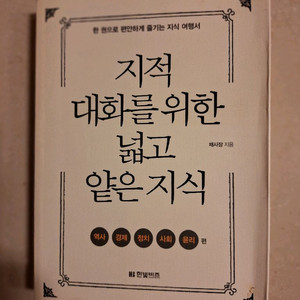 한 권으로 편안하게 즐기는 지식 여행서
지적
대화를 위한
넓고
얕은 지식
채사장 지음
역사 경제 정치 사회 윤리 편
한빛비즈